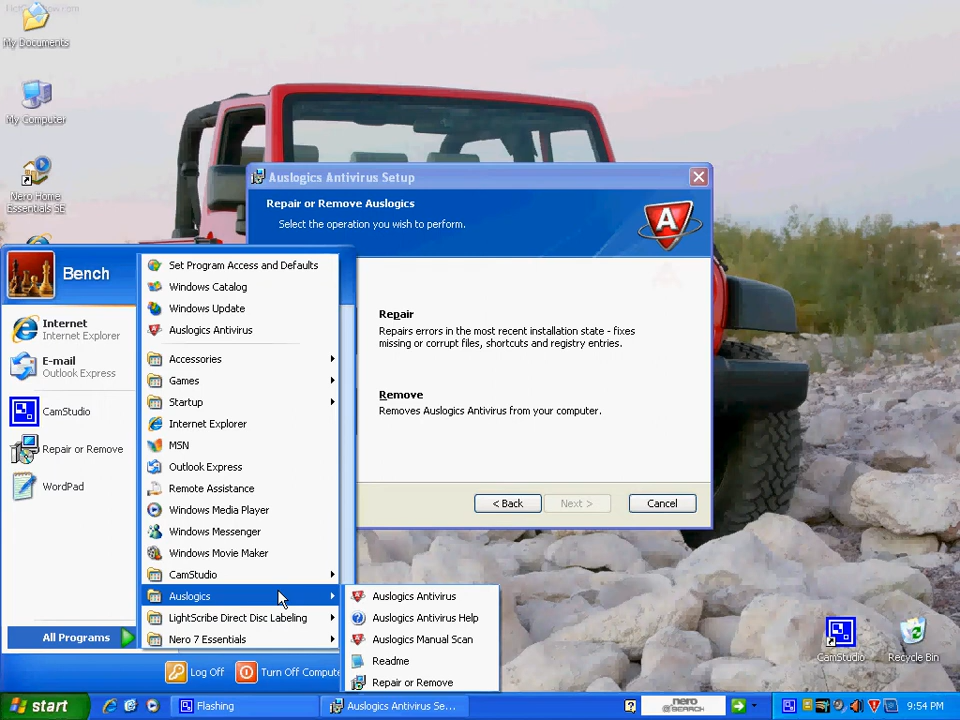 My Documents
My Computer
Nero Home
Essentials SE
Auslogics Antivirus Setup
Repair or Remove Auslogics
Select the operation you wish to perform.
A
Repair
Repairs errors in the most recent installation state - fixes
missing or corrupt files, shortcuts and registry entries.
Remove
Removes Auslogics Antivirus from your computer.
< Back
Next >
Cancel
Bench
Internet
Internet Explorer
E-mail
Outlook Express
CamStudio
Repair or Remove
WordPad
All Programs
Log Off
Turn Off Compute
Set Program Access and Defaults
Windows Catalog
Windows Update
Auslogics Antivirus
Accessories
Games
Startup
Internet Explorer
MSN
Outlook Express
Remote Assistance
Windows Media Player
Windows Messenger
Windows Movie Maker
CamStudio
Auslogics
LightScribe Direct Disc Labeling
Nero 7 Essentials
Auslogics Antivirus
Auslogics Antivirus Help
Auslogics Manual Scan
Readme
Repair or Remove
CamStudio
Recycle Bin
start
Flashing
Auslogics Antivirus Se...
nero
SEARCH
9:54 PM